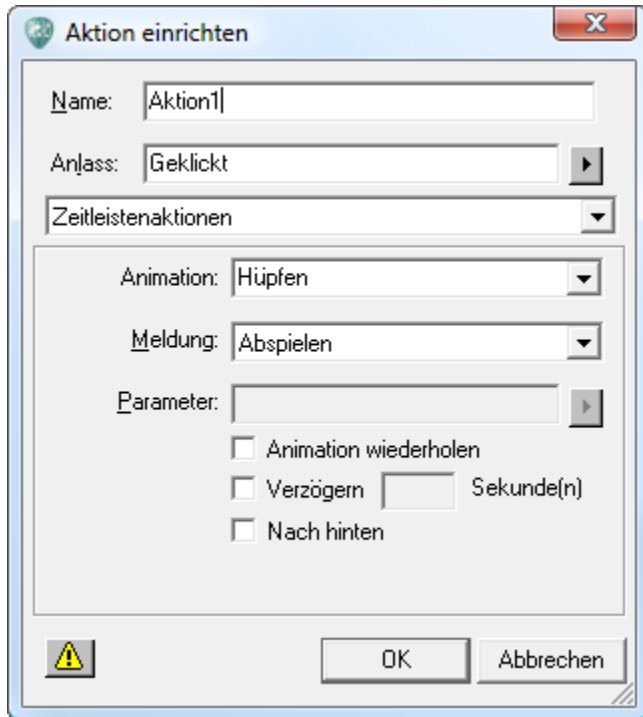 Aktion einrichten
Name: Aktion1
Anlass: Geklickt
Zeitleistenaktionen
Animation: Hüpfen
Meldung: Abspielen
Parameter:
Animation wiederholen
Verzögern Sekunde(n)
Nach hinten
OK Abbrechen